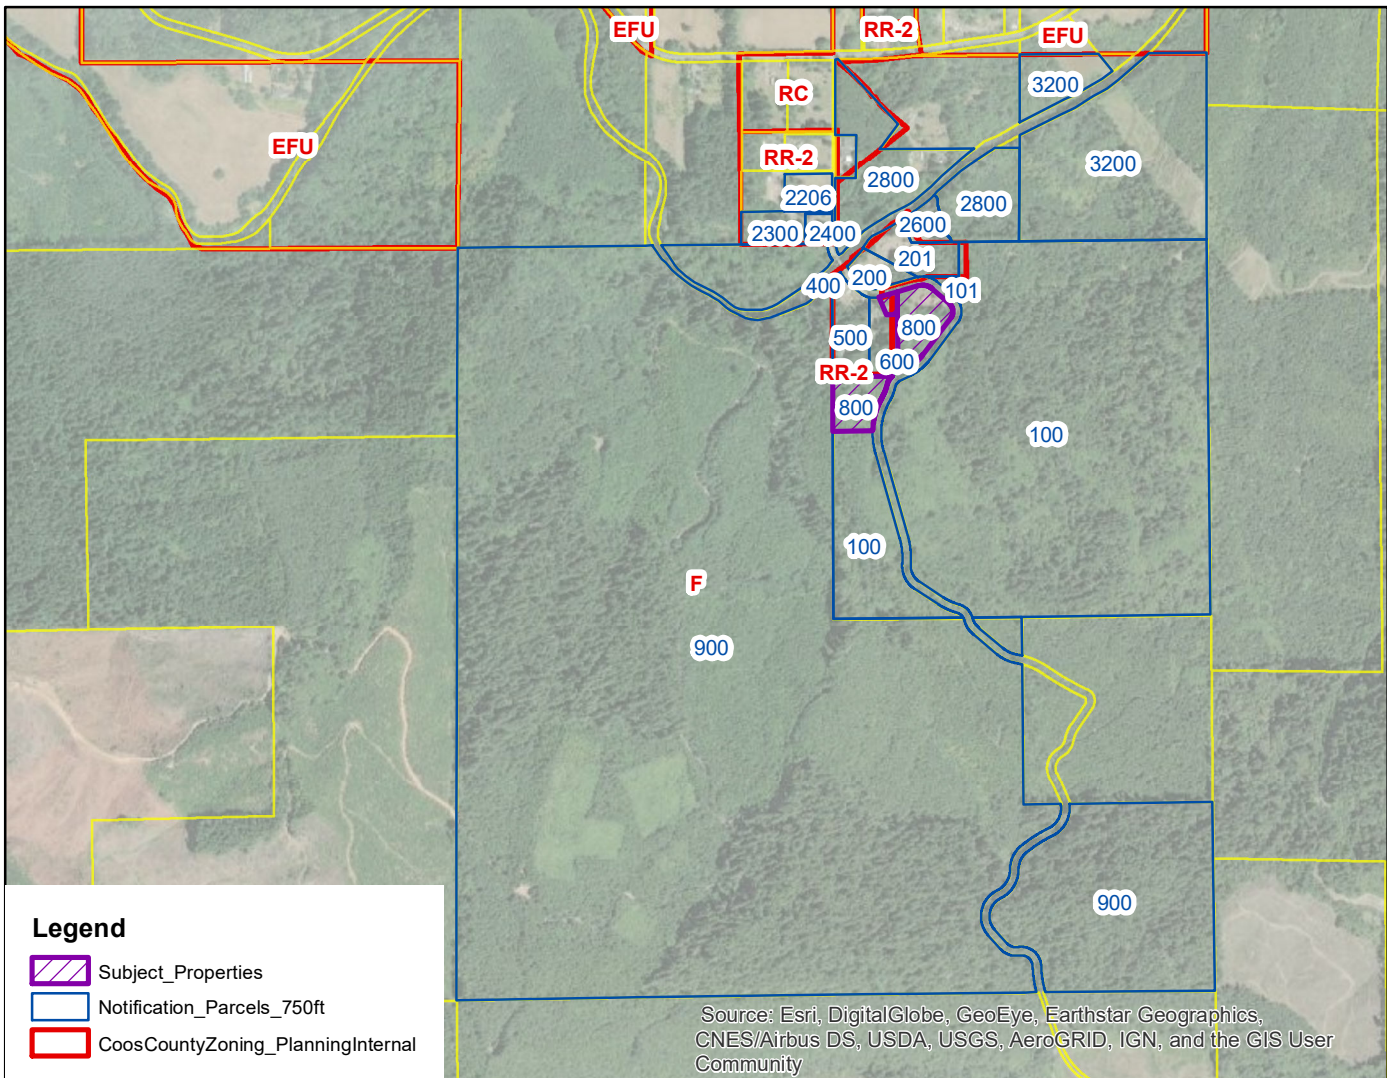 EFU
RR-2
EFU
3200
RC
EFU
RR-2
2800
3200
2206
2800
2600
2300
2400
201
400
200
101
800
500
600
RR-2
800
100
100
F
900
900
Legend
Subject_Properties
Notification_Parcels_750ft
CoosCountyZoning_PlanningInternal
Source: Esri, DigitalGlobe, GeoEye, Earthstar Geographics,
CNES/Airbus DS, USDA, USGS, AeroGRID, IGN, and the GIS User
Community